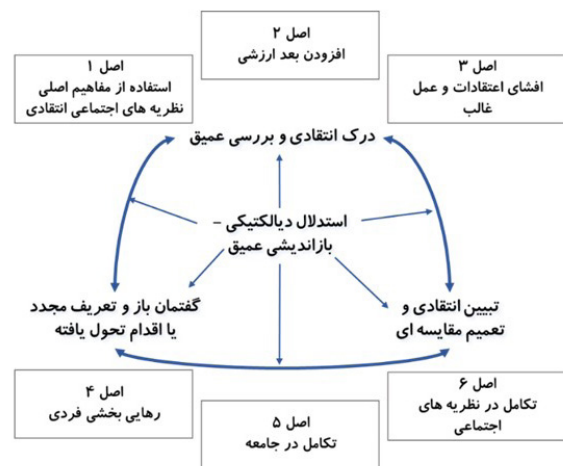 اصل ۲
افزودن بعد ارزشی
اصل ۳
افشای اعتقادات و عمل
غالب
اصل ۱
استفاده از مفاهیم اصلی
نظریه های اجتماعی انتقادی
درک انتقادی و بررسی عمیق
استدلال دیالکتیکی –
بازاندیشی عمیق
تبیین انتقادی و
تعمیم مقایسه ای
گفتمان باز و تعریف مجدد
یا اقدام تحول یافته
اصل ۶
تکامل در نظریه های
اجتماعی
اصل ۵
تکامل در جامعه
اصل ۴
رهایی بخشی فردی